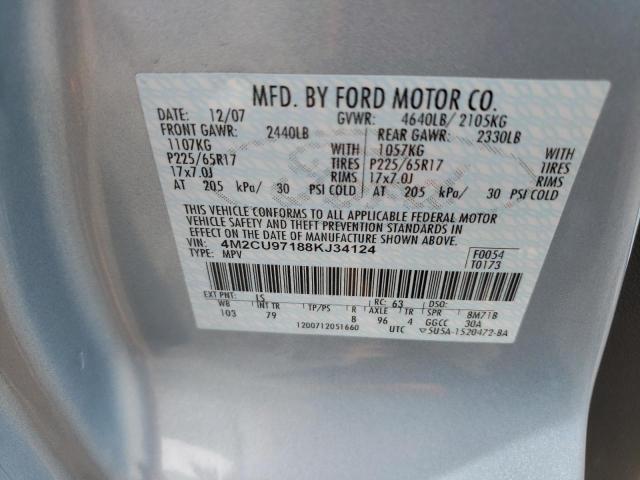 MFD. BY FORD MOTOR CO.
DATE: 12/07 GVWR: 4640LB/ 2105KG
FRONT GAWR: 2440LB REAR GAWR: 2330LB
1107KG WITH 1057KG WITH
P225/65R17 TIRES P225/65R17 TIRES
17x7.0J RIMS 17x7.0J RIMS
AT 205 kPa/ 30 PSI COLD AT 205 kPa/ 30 PSI COLD
THIS VEHICLE CONFORMS TO ALL APPLICABLE FEDERAL MOTOR
VEHICLE SAFETY AND THEFT PREVENTION STANDARDS IN
EFFECT ON THE DATE OF MANUFACTURE SHOWN ABOVE.
VIN: 4M2CU97188KJ34124 F0054
TYPE: MPV T0173
EXT PNT: LS RC: 63 DSO:
WB INT TR TP/PS R AXLE TR SPR 8M71B
103 79 B 96 4 GGCC 30A
1200712051660 UTC 5U5A-1520472-BA